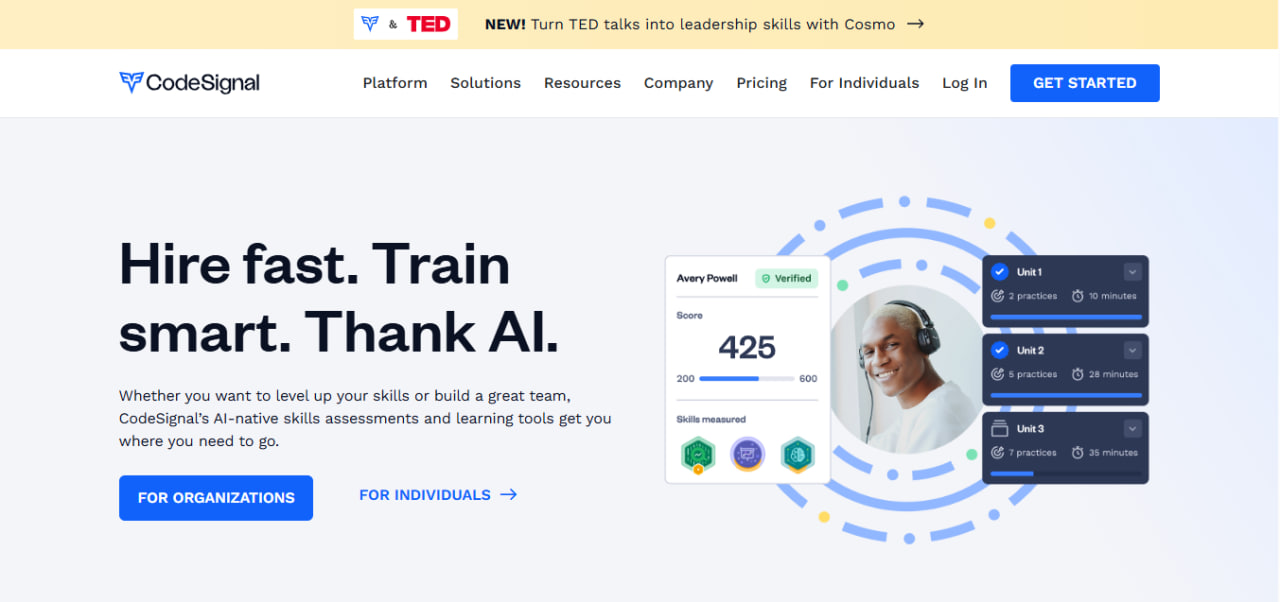 & TED NEW! Turn TED talks into leadership skills with Cosmo
CodeSignal Platform Solutions Resources Company Pricing For Individuals Log In GET STARTED
Hire fast. Train
smart. Thank AI.
Whether you want to level up your skills or build a great team,
CodeSignal’s AI-native skills assessments and learning tools get you
where you need to go.
FOR ORGANIZATIONS FOR INDIVIDUALS
Avery Powell Verified
Score
425
200 600
Skills measured
Unit 1
2 practices 10 minutes
Unit 2
5 practices 28 minutes
Unit 3
7 practices 35 minutes